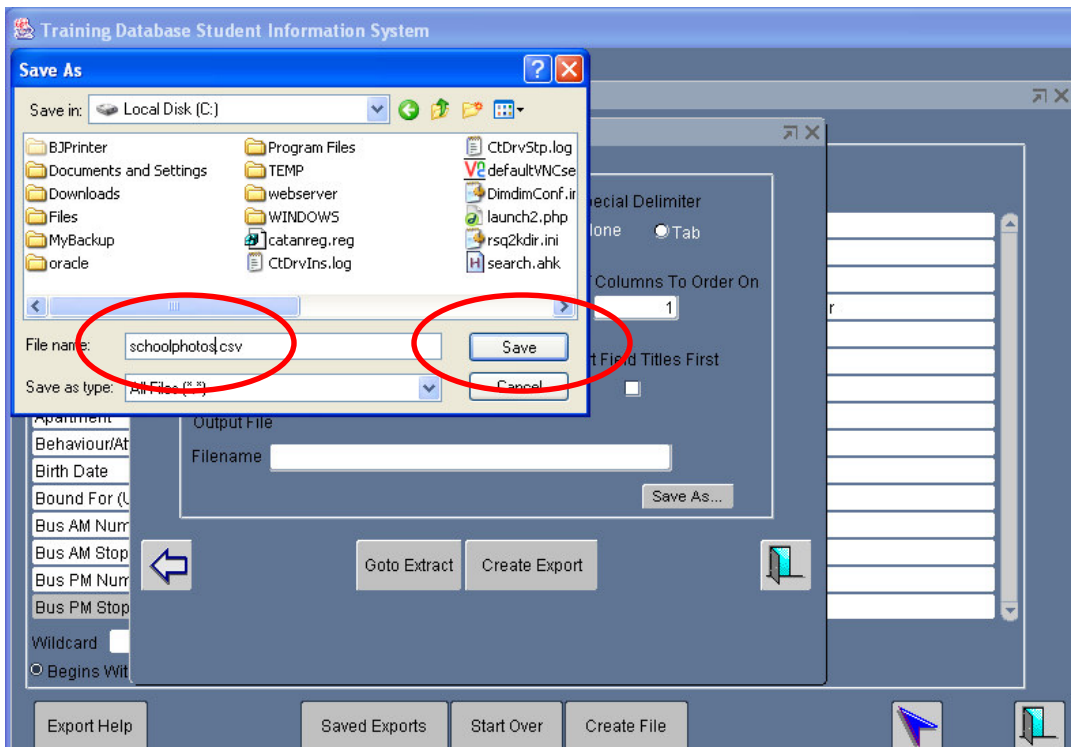 Training Database Student Information System
Save As
Save in: Local Disk (C:)
BJPrinter
Documents and Settings
Downloads
Files
MyBackup
oracle
Program Files
TEMP
webserver
WINDOWS
catanreg.reg
CtDrvIns.log
CtDrvStp.log
defaultVNCse
DimdimConf.ir
launch2.php
rsq2kdir.ini
search.ahk
File name: schoolphotos.csv
Save
Save as type: All Files (*.*)
Cancel
ecial Delimiter
lone Tab
Columns To Order On
1
r
t Field Titles First
Output File
Filename
Save As...
Goto Extract
Create Export
Apartment
Behaviour/At
Birth Date
Bound For (U
Bus AM Num
Bus AM Stop
Bus PM Num
Bus PM Stop
Wildcard
Begins Wit
Export Help
Saved Exports
Start Over
Create File